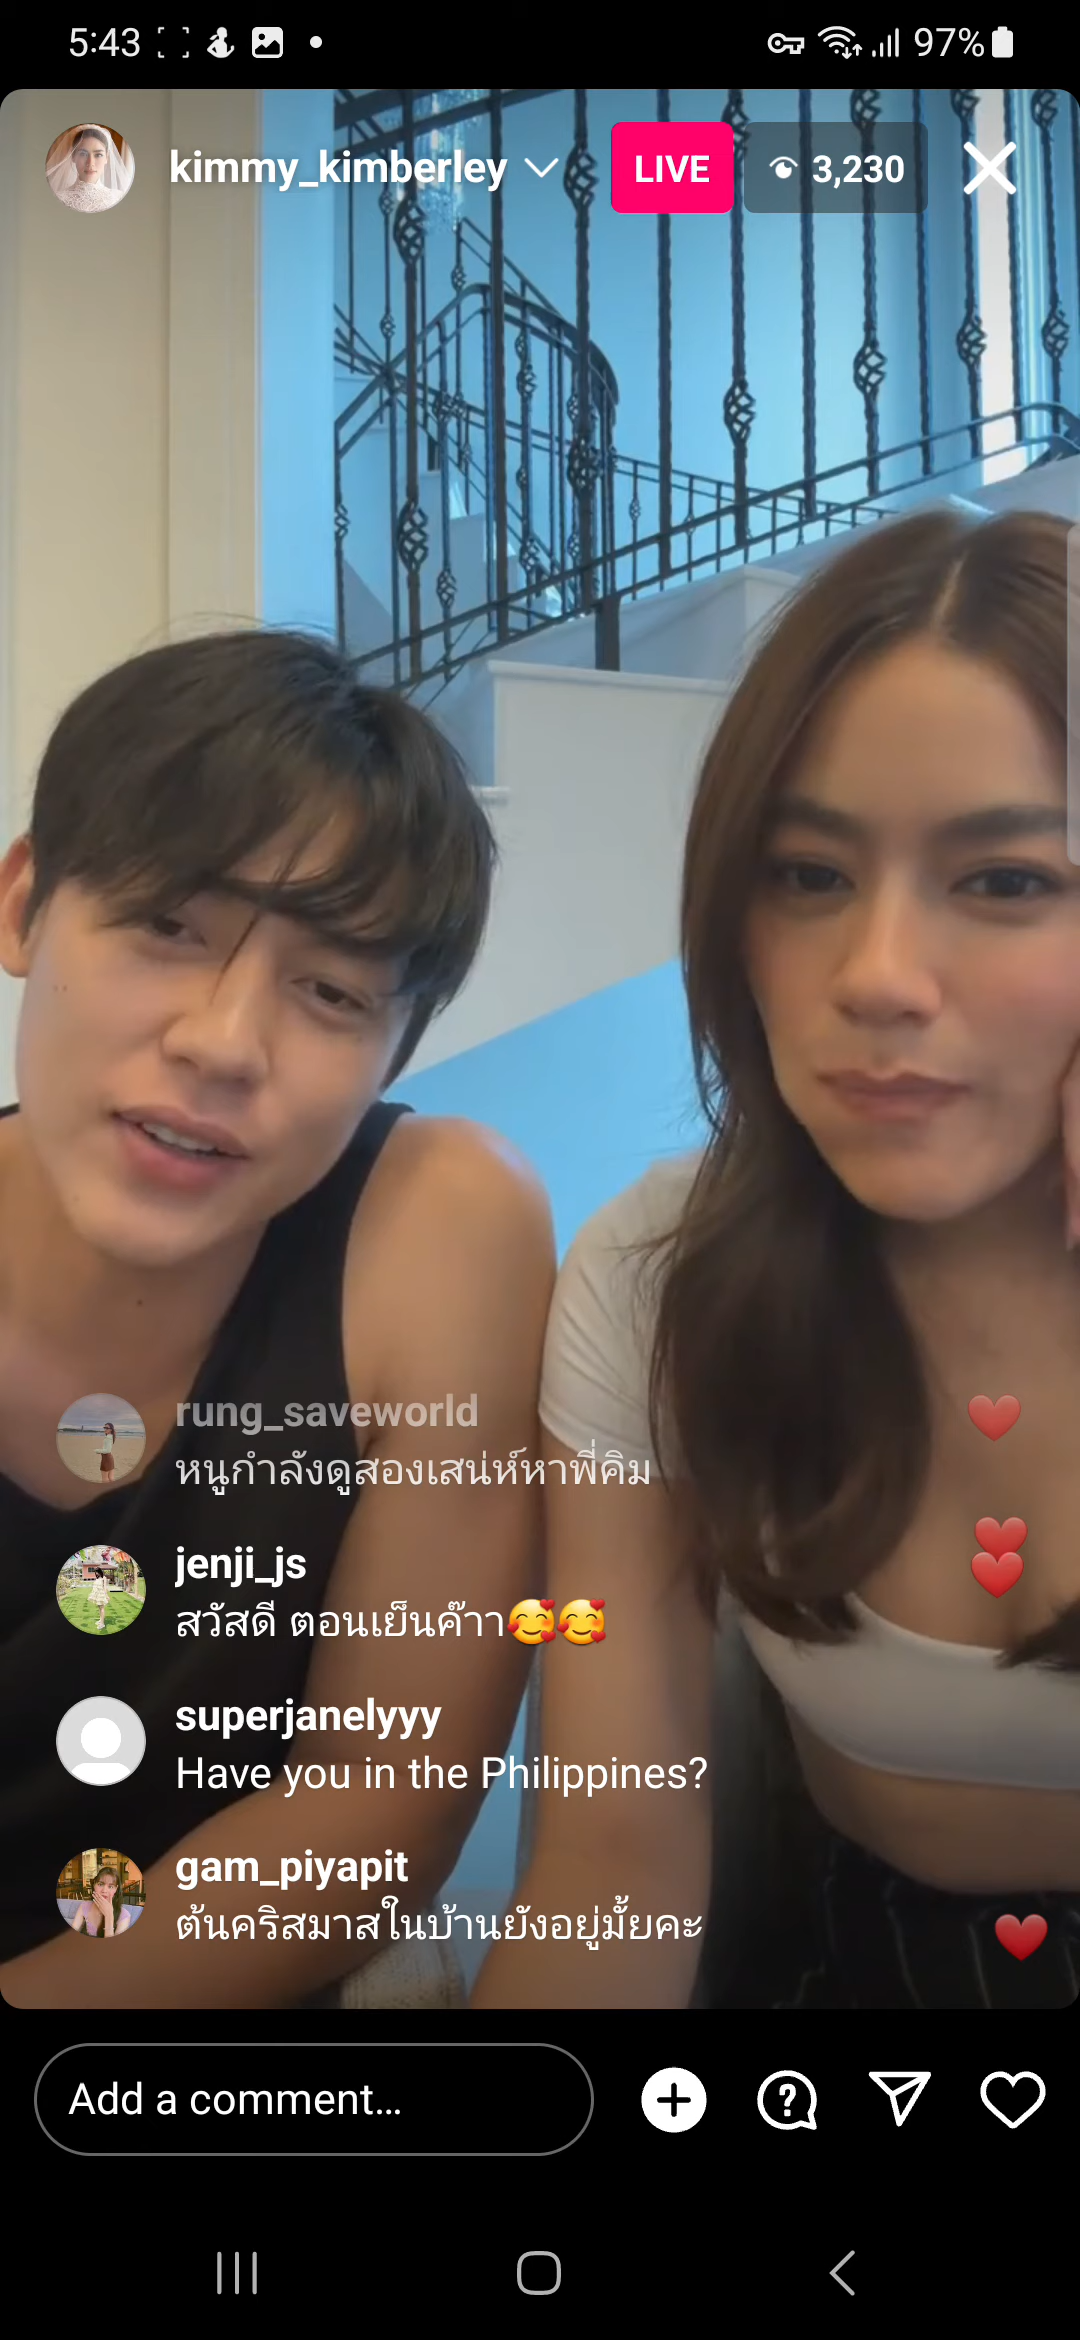 5:43
97%
kimmy_kimberley
LIVE
3,230
rung_saveworld
หนูกำลังดูสองเสน่ห์หาพี่คิม
jenji_js
สวัสดี ตอนเย็นค๊าา🥰🥰
superjanelyyy
Have you in the Philippines?
gam_piyapit
ต้นคริสมาสในบ้านยังอยู่มั้ยคะ
Add a comment...